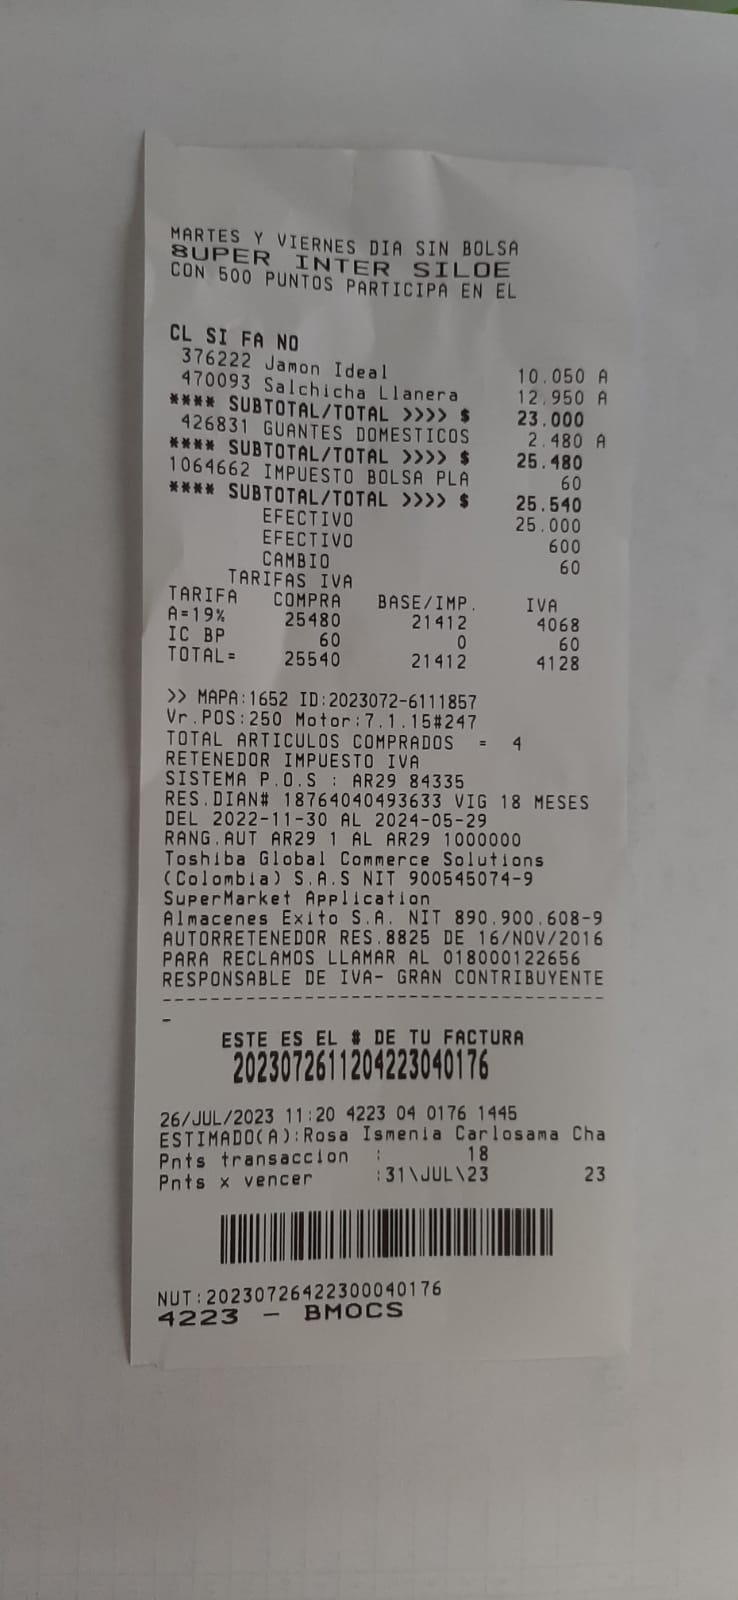 MARTES Y VIERNES DIA SIN BOLSA
SUPER INTER SILOE
CON 500 PUNTOS PARTICIPA EN EL
CL SI FA NO
376222 Jamon Ideal 10.050 A
470093 Salchicha Llanera 12.950 A
**** SUBTOTAL/TOTAL >>>> $ 23.000
426831 GUANTES DOMESTICOS 2.480 A
**** SUBTOTAL/TOTAL >>>> $ 25.480
1064662 IMPUESTO BOLSA PLA 60
**** SUBTOTAL/TOTAL >>>> $ 25.540
EFECTIVO 25.000
EFECTIVO 600
CAMBIO 60
TARIFAS IVA
TARIFA COMPRA BASE/IMP. IVA
A=19% 25480 21412 4068
IC BP 60 0 60
TOTAL= 25540 21412 4128
>> MAPA:1652 ID:2023072-6111857
Vr.POS:250 Motor:7.1.15#247
TOTAL ARTICULOS COMPRADOS = 4
RETENEDOR IMPUESTO IVA
SISTEMA P.O.S : AR29 84335
RES.DIAN# 18764040493633 VIG 18 MESES
DEL 2022-11-30 AL 2024-05-29
RANG.AUT AR29 1 AL AR29 1000000
Toshiba Global Commerce Solutions
(Colombia) S.A.S NIT 900545074-9
SuperMarket Application
Almacenes Exito S.A. NIT 890.900.608-9
AUTORRETENEDOR RES.8825 DE 16/NOV/2016
PARA RECLAMOS LLAMAR AL 018000122656
RESPONSABLE DE IVA- GRAN CONTRIBUYENTE
---------------------------------------
-
ESTE ES EL # DE TU FACTURA
2023072611204223040176
26/JUL/2023 11:20 4223 04 0176 1445
ESTIMADO(A):Rosa Ismenia Carlosama Cha
Pnts transaccion : 18
Pnts x vencer :31\JUL\23 23
NUT:20230726422300040176
4223 - BMOCS